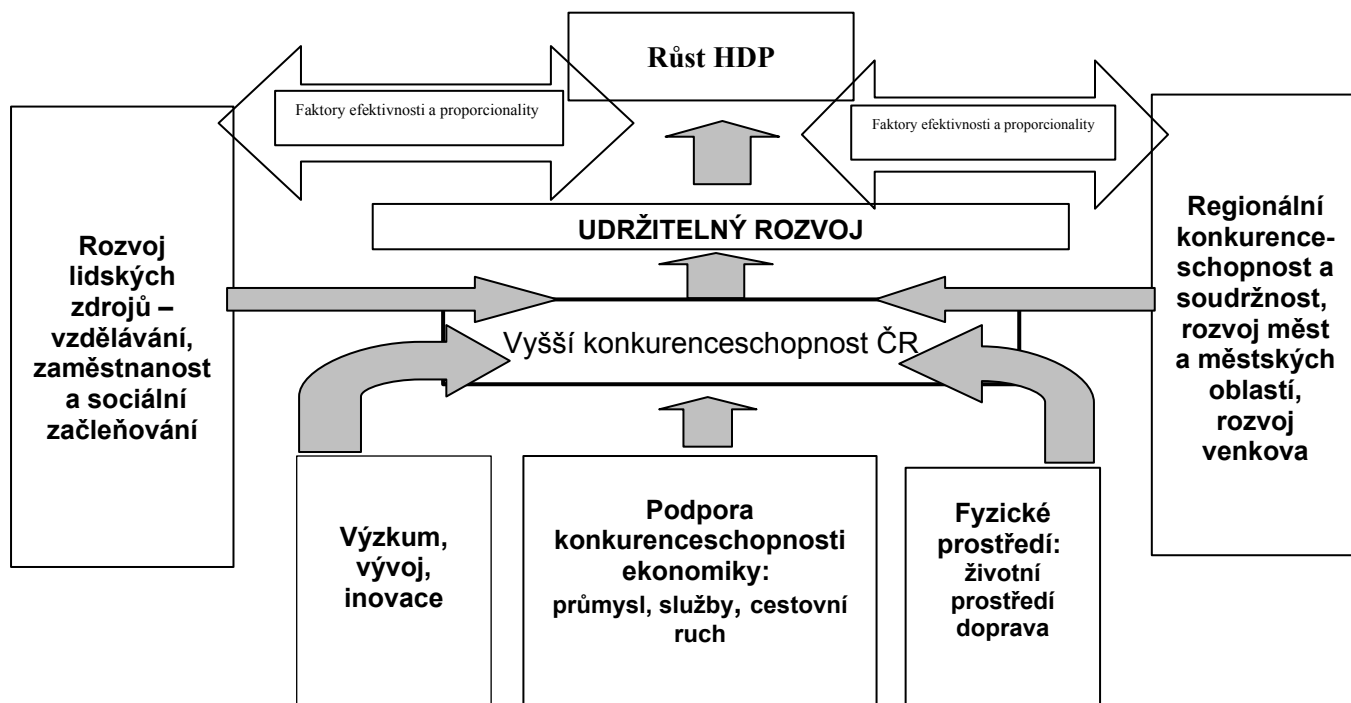 Růst HDP
Faktory efektivnosti a proporcionality
Faktory efektivnosti a proporcionality
UDRŽITELNÝ ROZVOJ
Rozvoj
lidských
zdrojů –
vzdělávání,
zaměstnanost
a sociální
začleňování
Vyšší konkurenceschopnost ČR
Regionální
konkurence-
schopnost a
soudržnost,
rozvoj měst
a městských
oblastí,
rozvoj
venkova
Výzkum,
vývoj,
inovace
Podpora
konkurenceschopnosti
ekonomiky:
průmysl, služby, cestovní
ruch
Fyzické
prostředí:
životní
prostředí
doprava